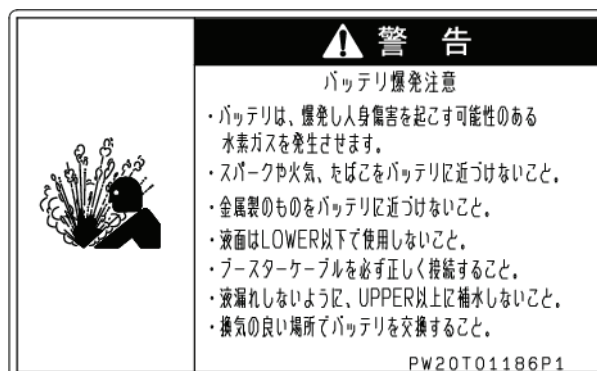 警告
バッテリ爆発注意
・バッテリは、爆発し人身傷害を起こす可能性のある
水素ガスを発生させます。
・スパークや火気、たばこをバッテリに近づけないこと。
・金属製のものをバッテリに近づけないこと。
・液面はLOWER以下で使用しないこと。
・ブースターケーブルを必ず正しく接続すること。
・液漏れしないように、UPPER以上に補水しないこと。
・換気の良い場所でバッテリを交換すること。
PW20T01186P1